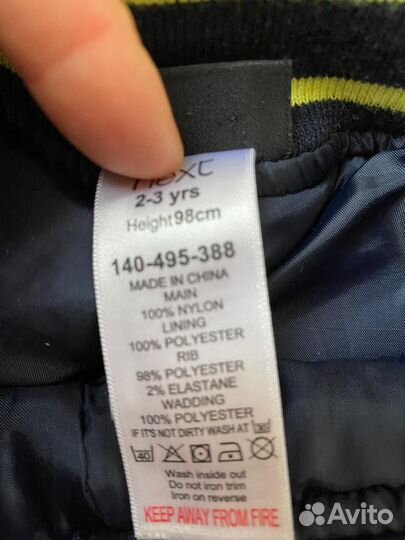 next
2-3 yrs
Height 98cm
140-495-388
MADE IN CHINA
MAIN
100% NYLON
LINING
100% POLYESTER
RIB
98% POLYESTER
2% ELASTANE
WADDING
100% POLYESTER
IF IT'S NOT DIRTY WASH AT 30
40
Wash inside out
Do not iron trim
Iron on reverse
KEEP AWAY FROM FIRE
Avito